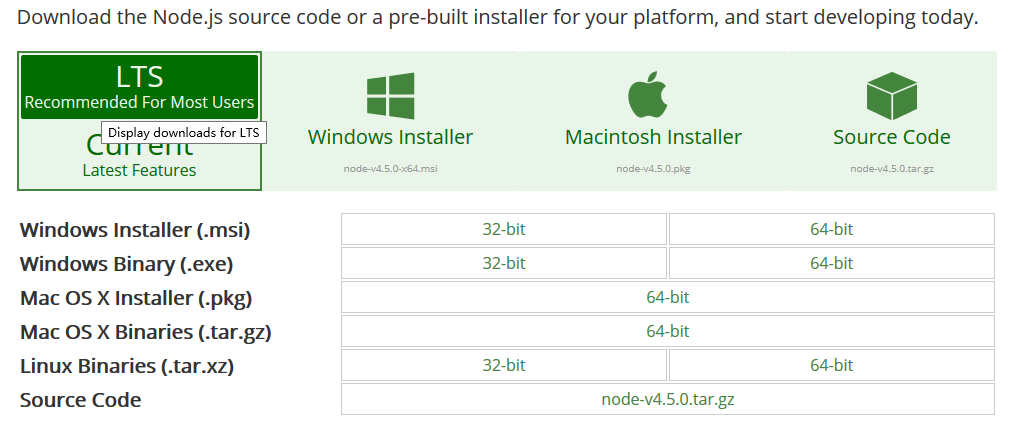 Download the Node.js source code or a pre-built installer for your platform, and start developing today.
LTS
Recommended For Most Users
Display downloads for LTS
Current
Latest Features
Windows Installer
node-v4.5.0-x64.msi
Macintosh Installer
node-v4.5.0.pkg
Source Code
node-v4.5.0.tar.gz
Windows Installer (.msi) 32-bit 64-bit
Windows Binary (.exe) 32-bit 64-bit
Mac OS X Installer (.pkg) 64-bit
Mac OS X Binaries (.tar.gz) 64-bit
Linux Binaries (.tar.xz) 32-bit 64-bit
Source Code node-v4.5.0.tar.gz